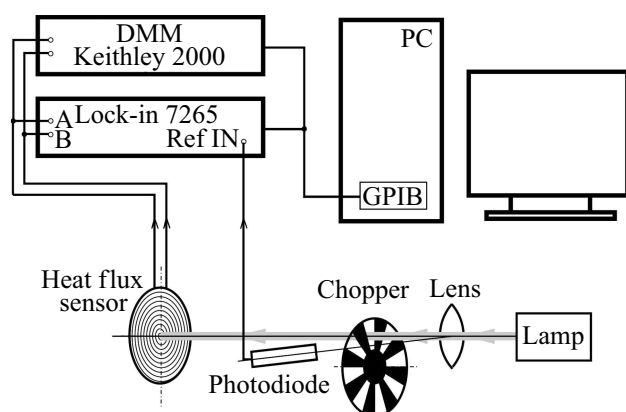 DMM
Keithley 2000
Lock-in 7265
A
B
Ref IN
PC
GPIB
Heat flux
sensor
Photodiode
Chopper
Lens
Lamp